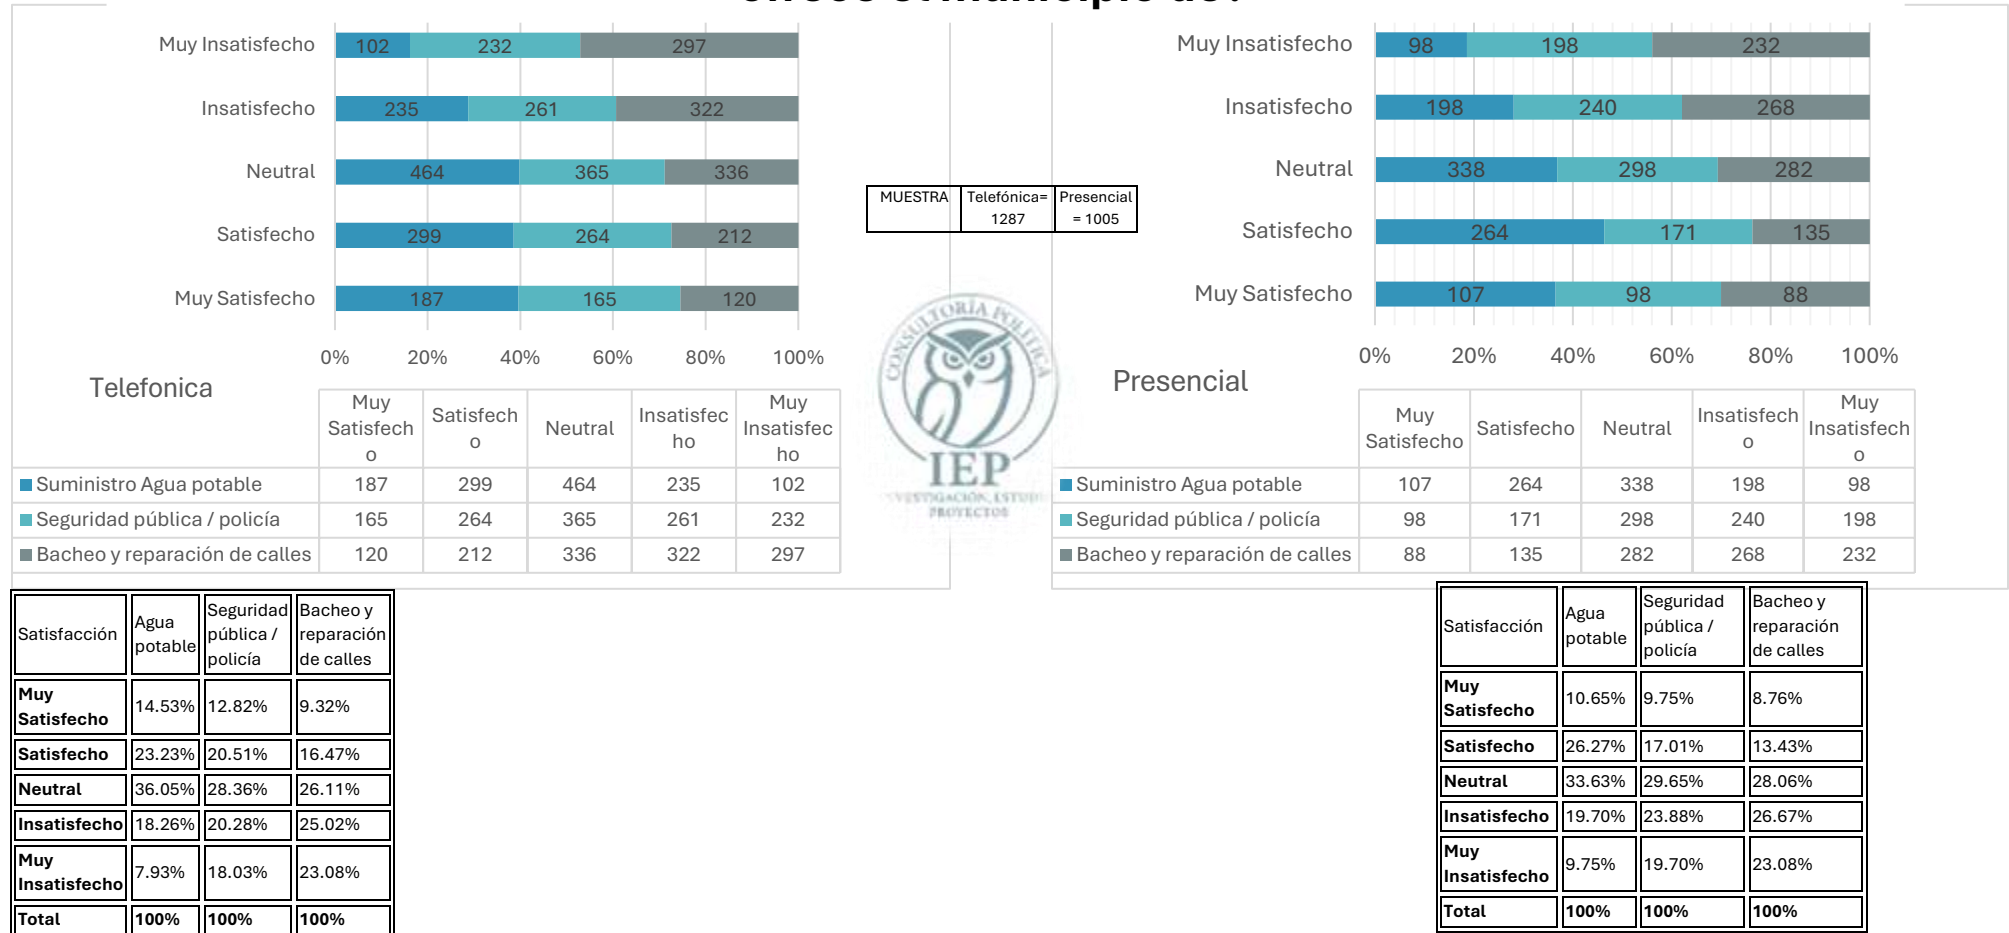 Muy Insatisfecho 102 232 297
Insatisfecho 235 261 322
Neutral 464 365 336
Satisfecho 299 264 212
Muy Satisfecho 187 165 120
0% 20% 40% 60% 80% 100%
Telefonica
Muy Satisfech o Satisfech o Neutral Insatisfec ho Muy Insatisfec ho
Suministro Agua potable 187 299 464 235 102
Seguridad pública / policía 165 264 365 261 232
Bacheo y reparación de calles 120 212 336 322 297
MUESTRA Telefónica= 1287 Presencial = 1005
CONSULTORÍA POLÍTICA
IEP
PROYECTOS
Muy Insatisfecho 98 198 232
Insatisfecho 198 240 268
Neutral 338 298 282
Satisfecho 264 171 135
Muy Satisfecho 107 98 88
0% 20% 40% 60% 80% 100%
Presencial
Muy Satisfecho Satisfecho Neutral Insatisfech o Muy Insatisfech o
Suministro Agua potable 107 264 338 198 98
Seguridad pública / policía 98 171 298 240 198
Bacheo y reparación de calles 88 135 282 268 232
Satisfacción Agua potable Seguridad pública / policía Bacheo y reparación de calles
Muy Satisfecho 14.53% 12.82% 9.32%
Satisfecho 23.23% 20.51% 16.47%
Neutral 36.05% 28.36% 26.11%
Insatisfecho 18.26% 20.28% 25.02%
Muy Insatisfecho 7.93% 18.03% 23.08%
Total 100% 100% 100%
Satisfacción Agua potable Seguridad pública / policía Bacheo y reparación de calles
Muy Satisfecho 10.65% 9.75% 8.76%
Satisfecho 26.27% 17.01% 13.43%
Neutral 33.63% 29.65% 28.06%
Insatisfecho 19.70% 23.88% 26.67%
Muy Insatisfecho 9.75% 19.70% 23.08%
Total 100% 100% 100%